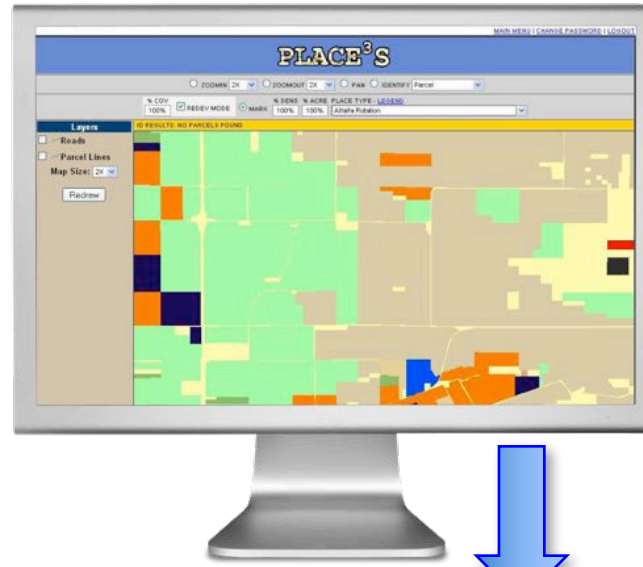 MAIN MENU | CHANGE PASSWORD | LOGOUT
PLACE³S
ZOOMIN 2X ZOOMOUT 2X PAN IDENTIFY Parcel
% COV % DENS % ACRE PLACE TYPE - LEGEND
100% REDEV MODE MARK 100% 100% Alfalfa Rotation
Layers ID RESULTS: NO PARCELS FOUND
Roads
Parcel Lines
Map Size: 2X
Redraw